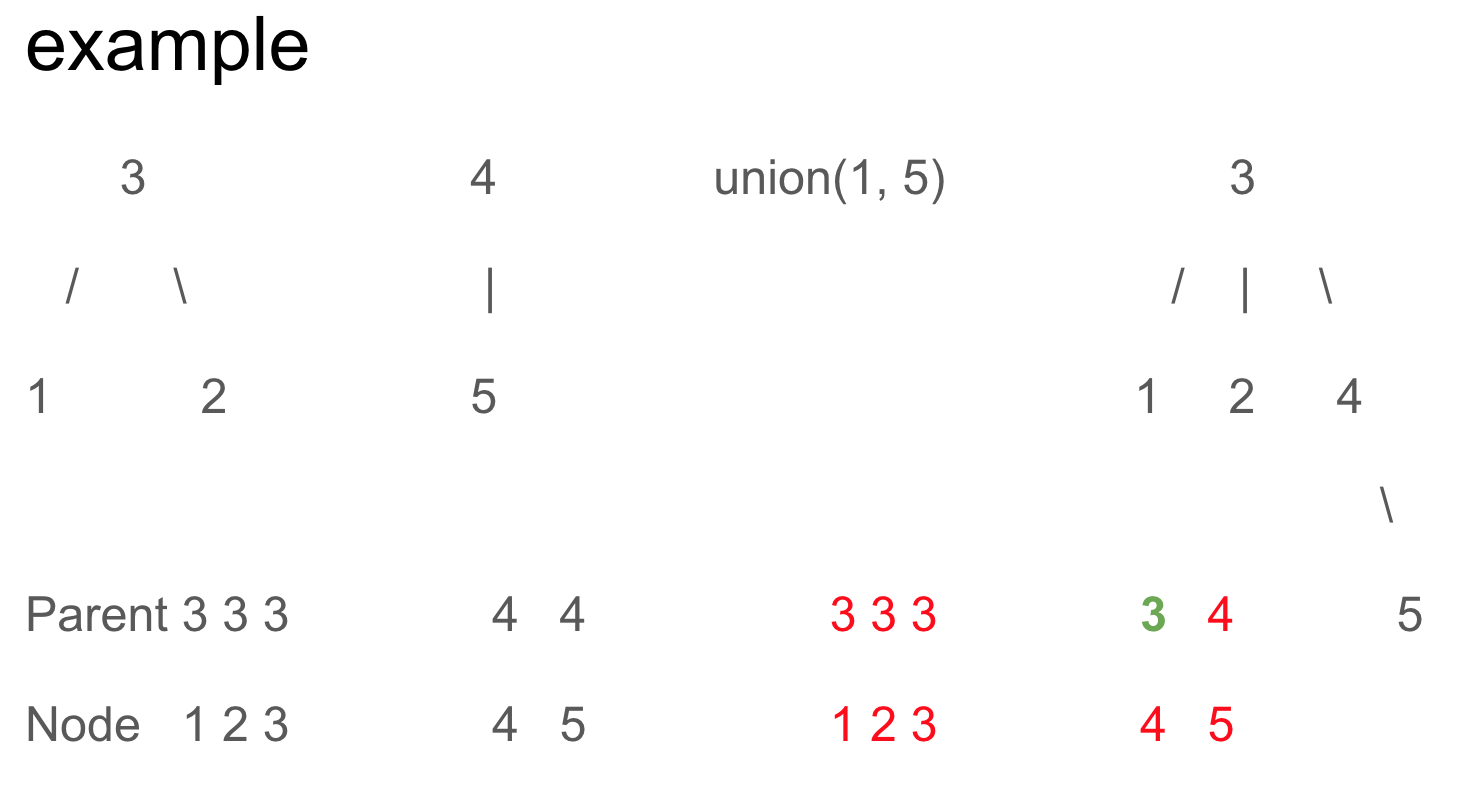 example
3 4 union(1, 5) 3
/ \ | / | \
1 2 5 1 2 4
\
Parent 3 3 3 4 4 3 3 3 3 4 5
Node 1 2 3 4 5 1 2 3 4 5